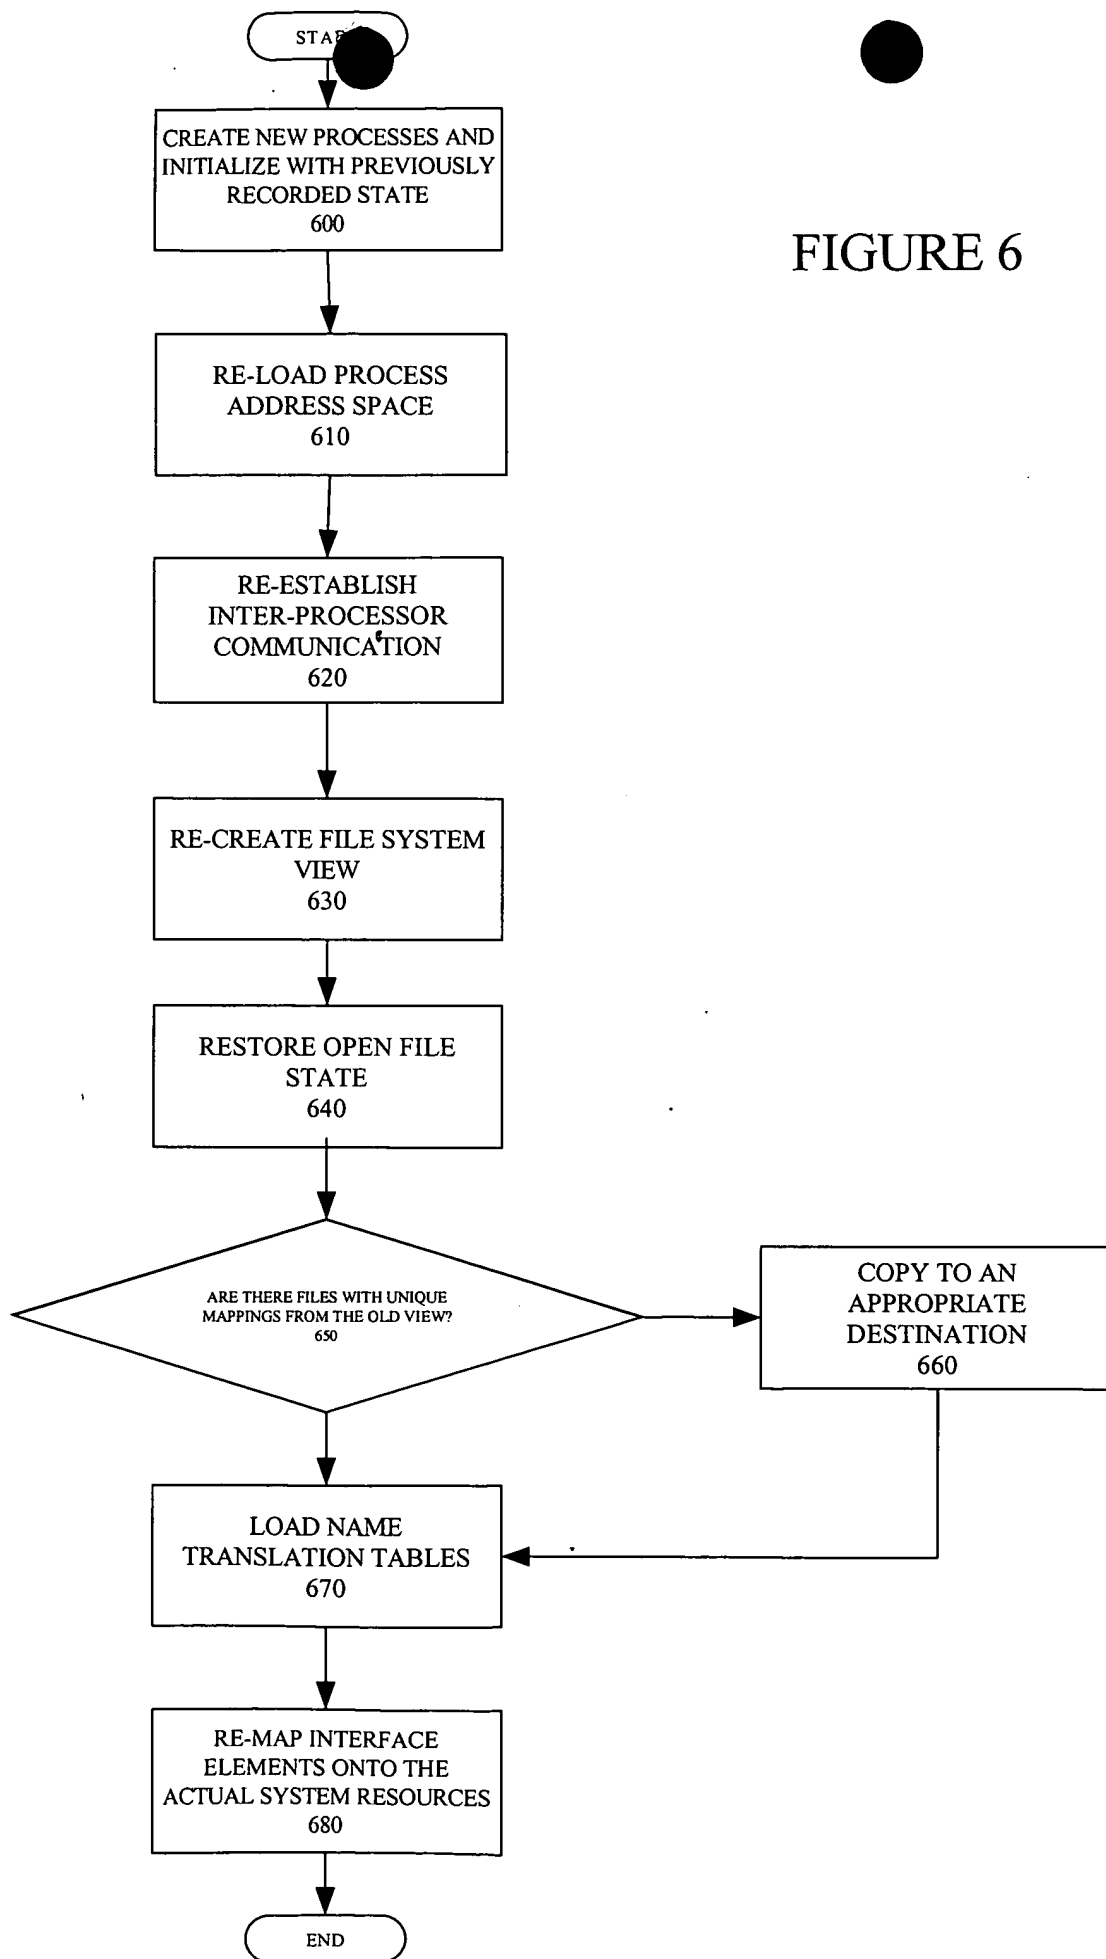 CREATE NEW PROCESSES AND
INITIALIZE WITH PREVIOUSLY
RECORDED STATE
600
FIGURE 6
RE-LOAD PROCESS
ADDRESS SPACE
610
RE-ESTABLISH
INTER-PROCESSOR
COMMUNICATION
620
RE-CREATE FILE SYSTEM
VIEW
630
RESTORE OPEN FILE
STATE
640
ARE THERE FILES WITH UNIQUE
MAPPINGS FROM THE OLD VIEW?
650
COPY TO AN
APPROPRIATE
DESTINATION
660
LOAD NAME
TRANSLATION TABLES
670
RE-MAP INTERFACE
ELEMENTS ONTO THE
ACTUAL SYSTEM RESOURCES
680
END